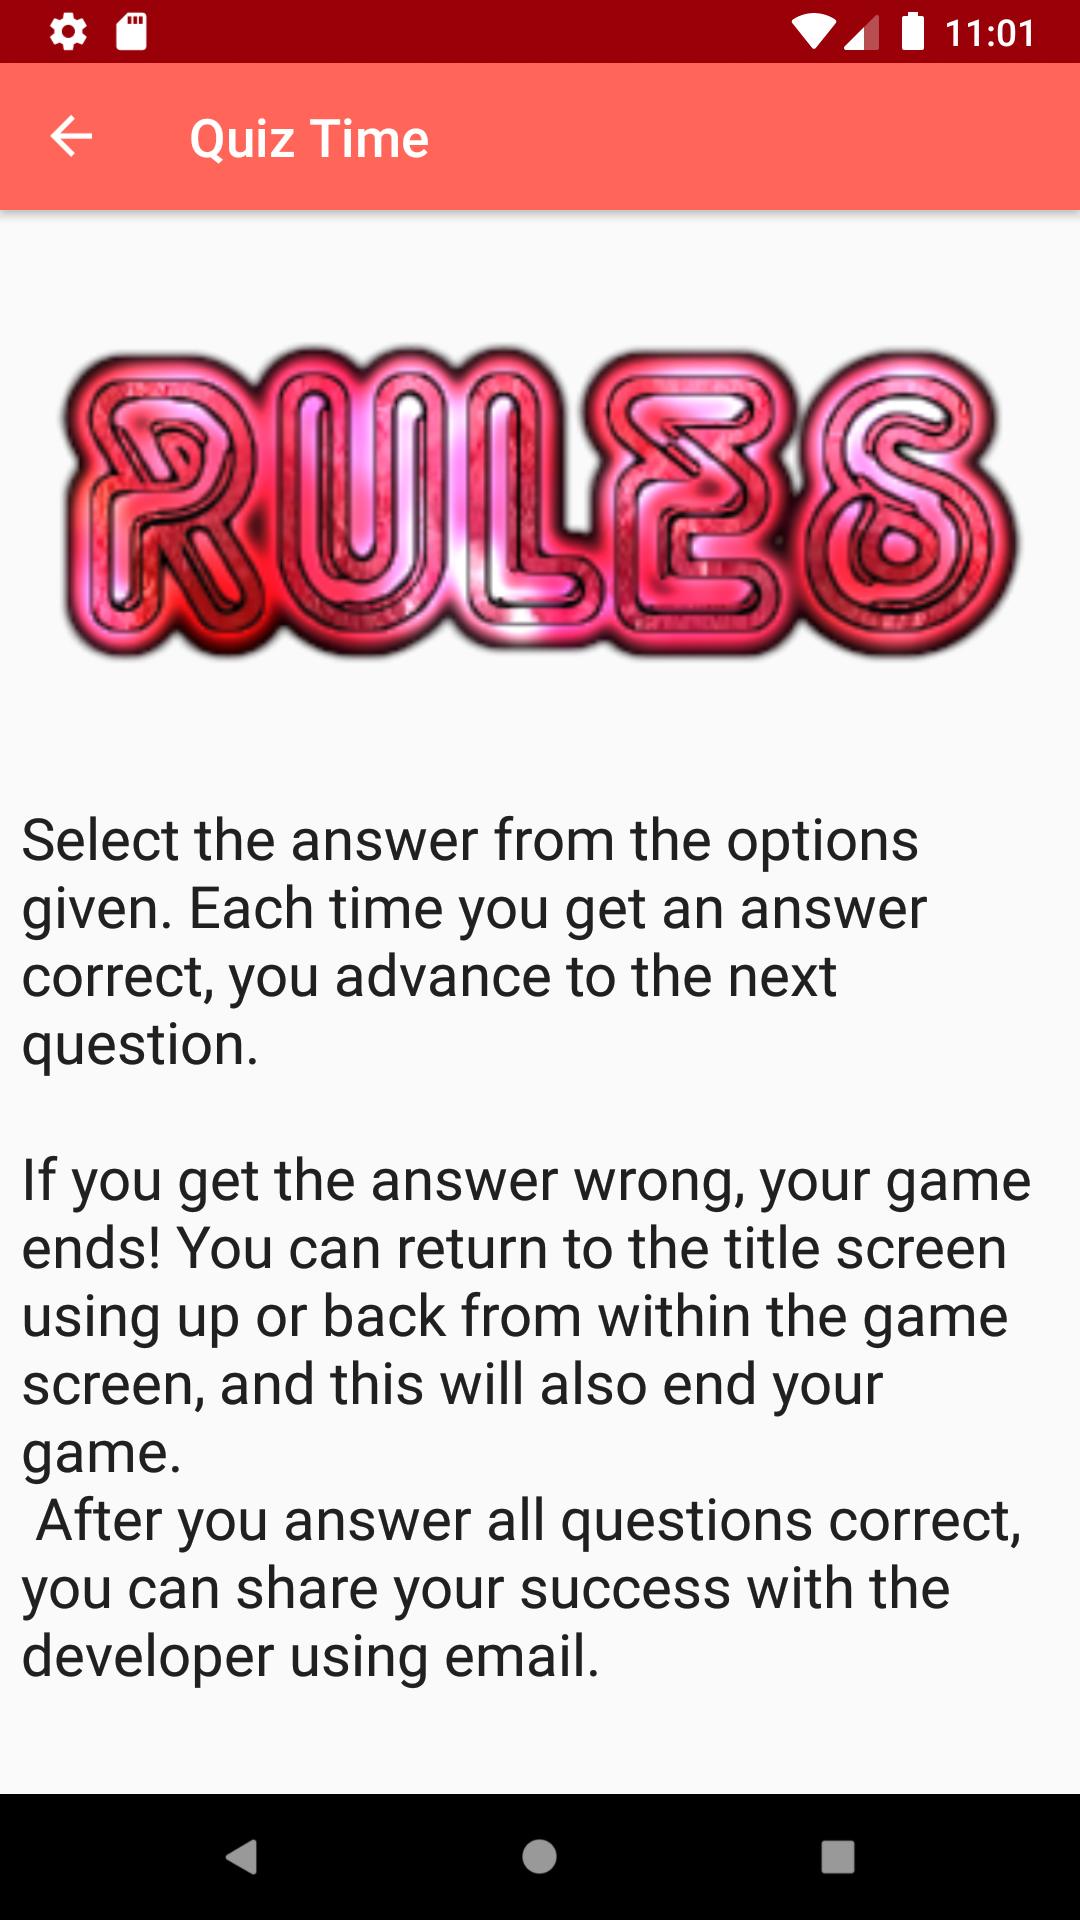 11:01
Quiz Time
RULES
Select the answer from the options
given. Each time you get an answer
correct, you advance to the next
question.
If you get the answer wrong, your game
ends! You can return to the title screen
using up or back from within the game
screen, and this will also end your
game.
After you answer all questions correct,
you can share your success with the
developer using email.